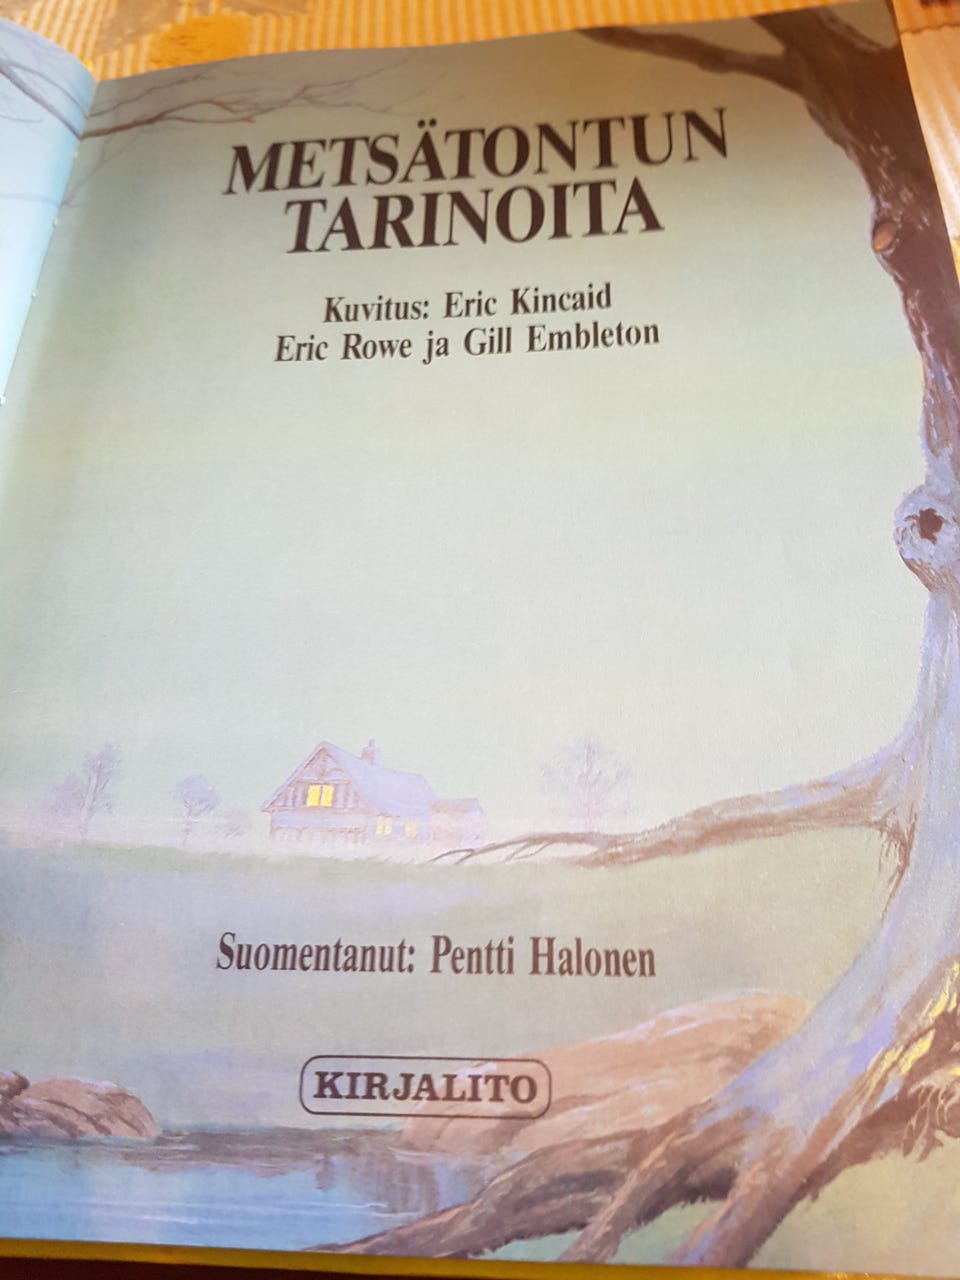 METSÄTONTUN
TARINOITA
Kuvitus: Eric Kincaid
Eric Rowe ja Gill Embleton
Suomentanut: Pentti Halonen
KIRJALITO